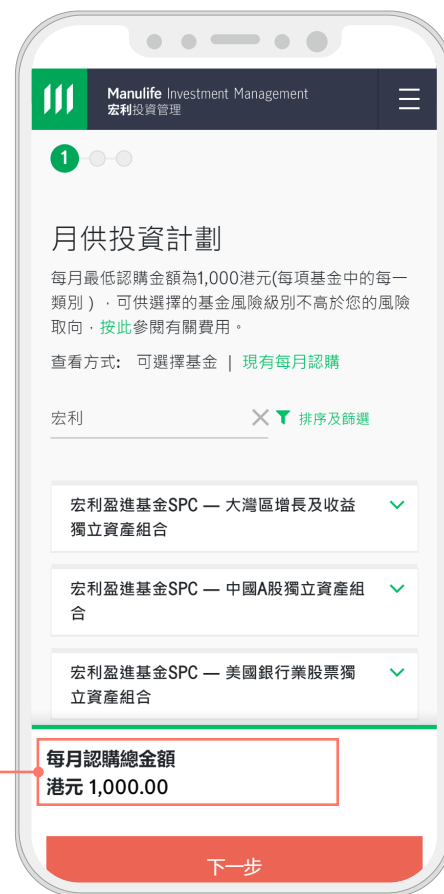 Manulife Investment Management
宏利投資管理
1
月供投資計劃
每月最低認購金額為1,000港元(每項基金中的每一
類別），可供選擇的基金風險級別不高於您的風險
取向，按此參閱有關費用。
查看方式: 可選擇基金 | 現有每月認購
宏利
排序及篩選
宏利盈進基金SPC — 大灣區增長及收益
獨立資產組合
宏利盈進基金SPC — 中國A股獨立資產組
合
宏利盈進基金SPC — 美國銀行業股票獨
立資產組合
每月認購總金額
港元 1,000.00
下一步